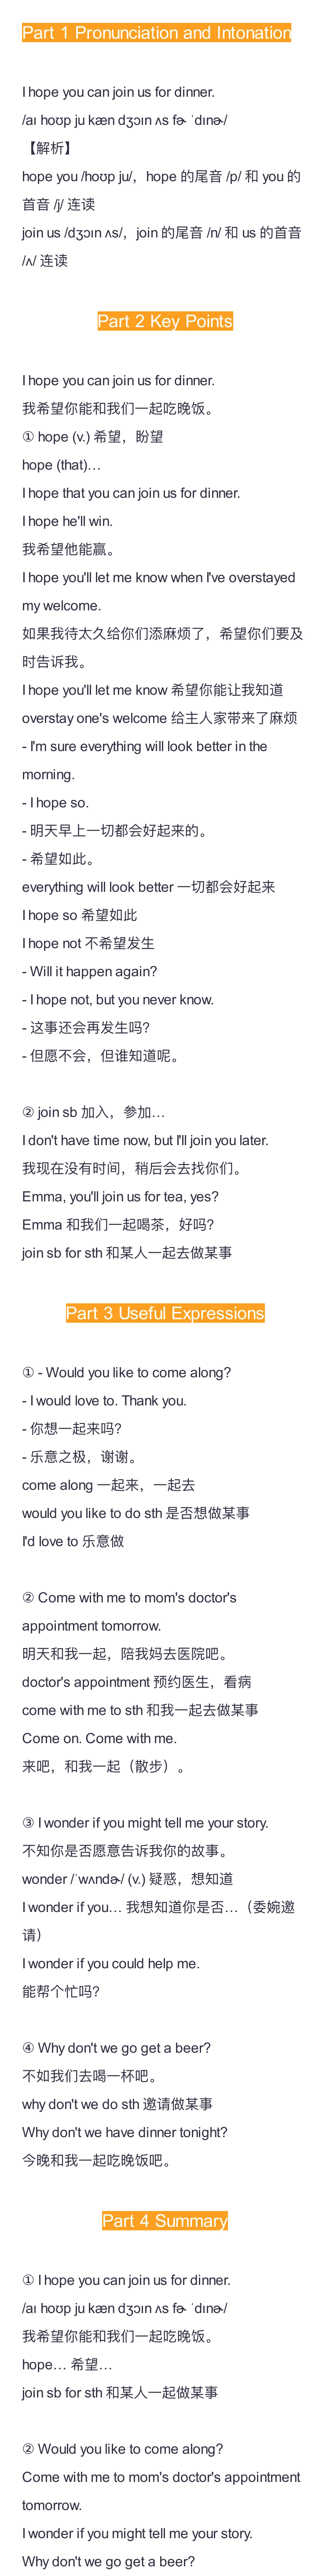 Part 1 Pronunciation and Intonation
I hope you can join us for dinner.
/aɪ hoʊp ju kæn dʒɔɪn ʌs fɚ ˈdɪnɚ/
【解析】
hope you /hoʊp ju/，hope 的尾音 /p/ 和 you 的
首音 /j/ 连读
join us /dʒɔɪn ʌs/，join 的尾音 /n/ 和 us 的首音
/ʌ/ 连读
Part 2 Key Points
I hope you can join us for dinner.
我希望你能和我们一起吃晚饭。
① hope (v.) 希望，盼望
hope (that)…
I hope that you can join us for dinner.
I hope he'll win.
我希望他能赢。
I hope you'll let me know when I've overstayed
my welcome.
如果我待太久给你们添麻烦了，希望你们要及
时告诉我。
I hope you'll let me know 希望你能让我知道
overstay one's welcome 给主人家带来了麻烦
- I'm sure everything will look better in the
morning.
- I hope so.
- 明天早上一切都会好起来的。
- 希望如此。
everything will look better 一切都会好起来
I hope so 希望如此
I hope not 不希望发生
- Will it happen again?
- I hope not, but you never know.
- 这事还会再发生吗?
- 但愿不会，但谁知道呢。
② join sb 加入，参加…
I don't have time now, but I'll join you later.
我现在没有时间，稍后会去找你们。
Emma, you'll join us for tea, yes?
Emma 和我们一起喝茶，好吗?
join sb for sth 和某人一起去做某事
Part 3 Useful Expressions
① - Would you like to come along?
- I would love to. Thank you.
- 你想一起来吗?
- 乐意之极，谢谢。
come along 一起来，一起去
would you like to do sth 是否想做某事
I'd love to 乐意做
② Come with me to mom's doctor's
appointment tomorrow.
明天和我一起，陪我妈去医院吧。
doctor's appointment 预约医生，看病
come with me to sth 和我一起去做某事
Come on. Come with me.
来吧，和我一起（散步）。
③ I wonder if you might tell me your story.
不知你是否愿意告诉我你的故事。
wonder /ˈwʌndɚ/ (v.) 疑惑，想知道
I wonder if you… 我想知道你是否…（委婉邀
请）
I wonder if you could help me.
能帮个忙吗?
④ Why don't we go get a beer?
不如我们去喝一杯吧。
why don't we do sth 邀请做某事
Why don't we have dinner tonight?
今晚和我一起吃晚饭吧。
Part 4 Summary
① I hope you can join us for dinner.
/aɪ hoʊp ju kæn dʒɔɪn ʌs fɚ ˈdɪnɚ/
我希望你能和我们一起吃晚饭。
hope… 希望…
join sb for sth 和某人一起做某事
② Would you like to come along?
Come with me to mom's doctor's appointment
tomorrow.
I wonder if you might tell me your story.
Why don't we go get a beer?